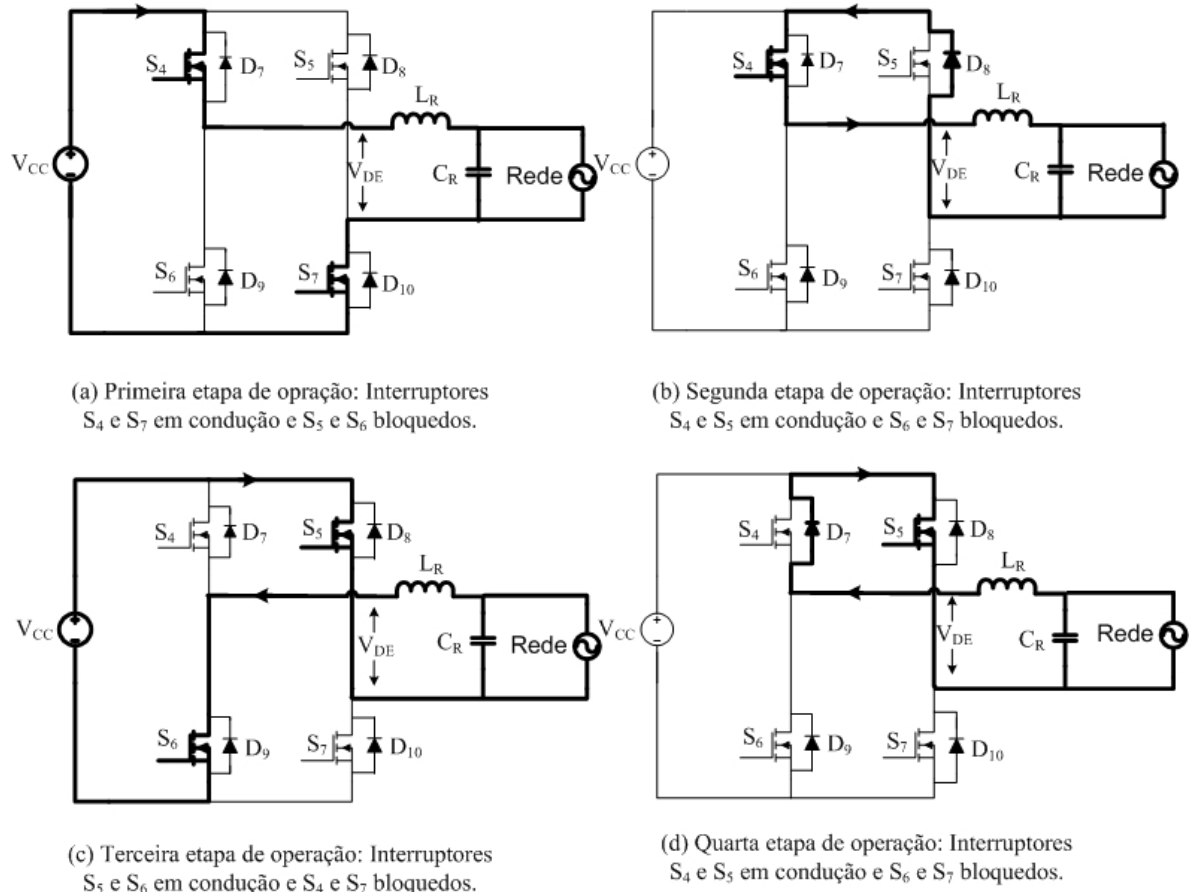 S4
D7
S5
D8
LR
VCC
VDE
CR
Rede
S6
D9
S7
D10
(a) Primeira etapa de opração: Interruptores
S4 e S7 em condução e S5 e S6 bloquedos.
S4
D7
S5
D8
LR
VCC
VDE
CR
Rede
S6
D9
S7
D10
(b) Segunda etapa de operação: Interruptores
S4 e S5 em condução e S6 e S7 bloquedos.
S4
D7
S5
D8
LR
VCC
VDE
CR
Rede
S6
D9
S7
D10
(c) Terceira etapa de operação: Interruptores
S5 e S6 em condução e S4 e S7 bloquedos.
S4
D7
S5
D8
LR
VCC
VDE
CR
Rede
S6
D9
S7
D10
(d) Quarta etapa de operação: Interruptores
S4 e S5 em condução e S6 e S7 bloquedos.